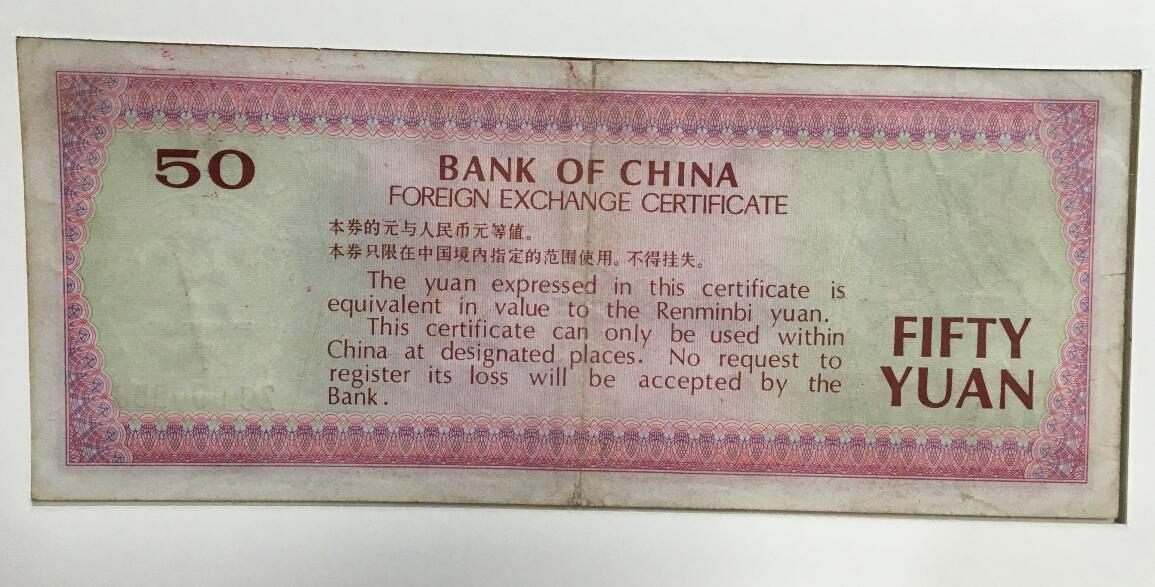 50
BANK OF CHINA
FOREIGN EXCHANGE CERTIFICATE
本券的元与人民币元等值。
本券只限在中国境内指定的范围使用。不得挂失。
The yuan expressed in this certificate is
equivalent in value to the Renminbi yuan.
This certificate can only be used within
China at designated places. No request to
register its loss will be accepted by the
Bank.
FIFTY
YUAN